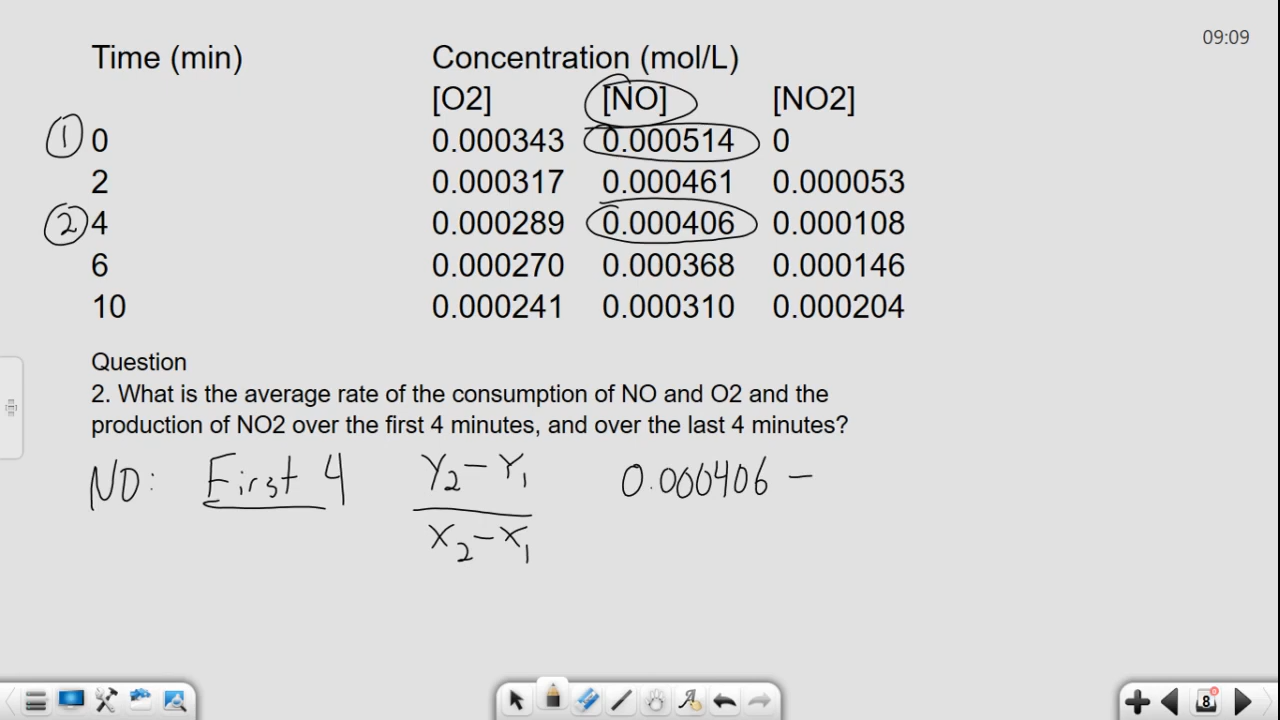 09:09
Time (min) Concentration (mol/L)
[O2] [NO] [NO2]
1 0 0.000343 0.000514 0
2 0.000317 0.000461 0.000053
2 4 0.000289 0.000406 0.000108
6 0.000270 0.000368 0.000146
10 0.000241 0.000310 0.000204
Question
2. What is the average rate of the consumption of NO and O2 and the
production of NO2 over the first 4 minutes, and over the last 4 minutes?
NO: First 4 Y2-Y1 0.000406 -
X2-X1
8